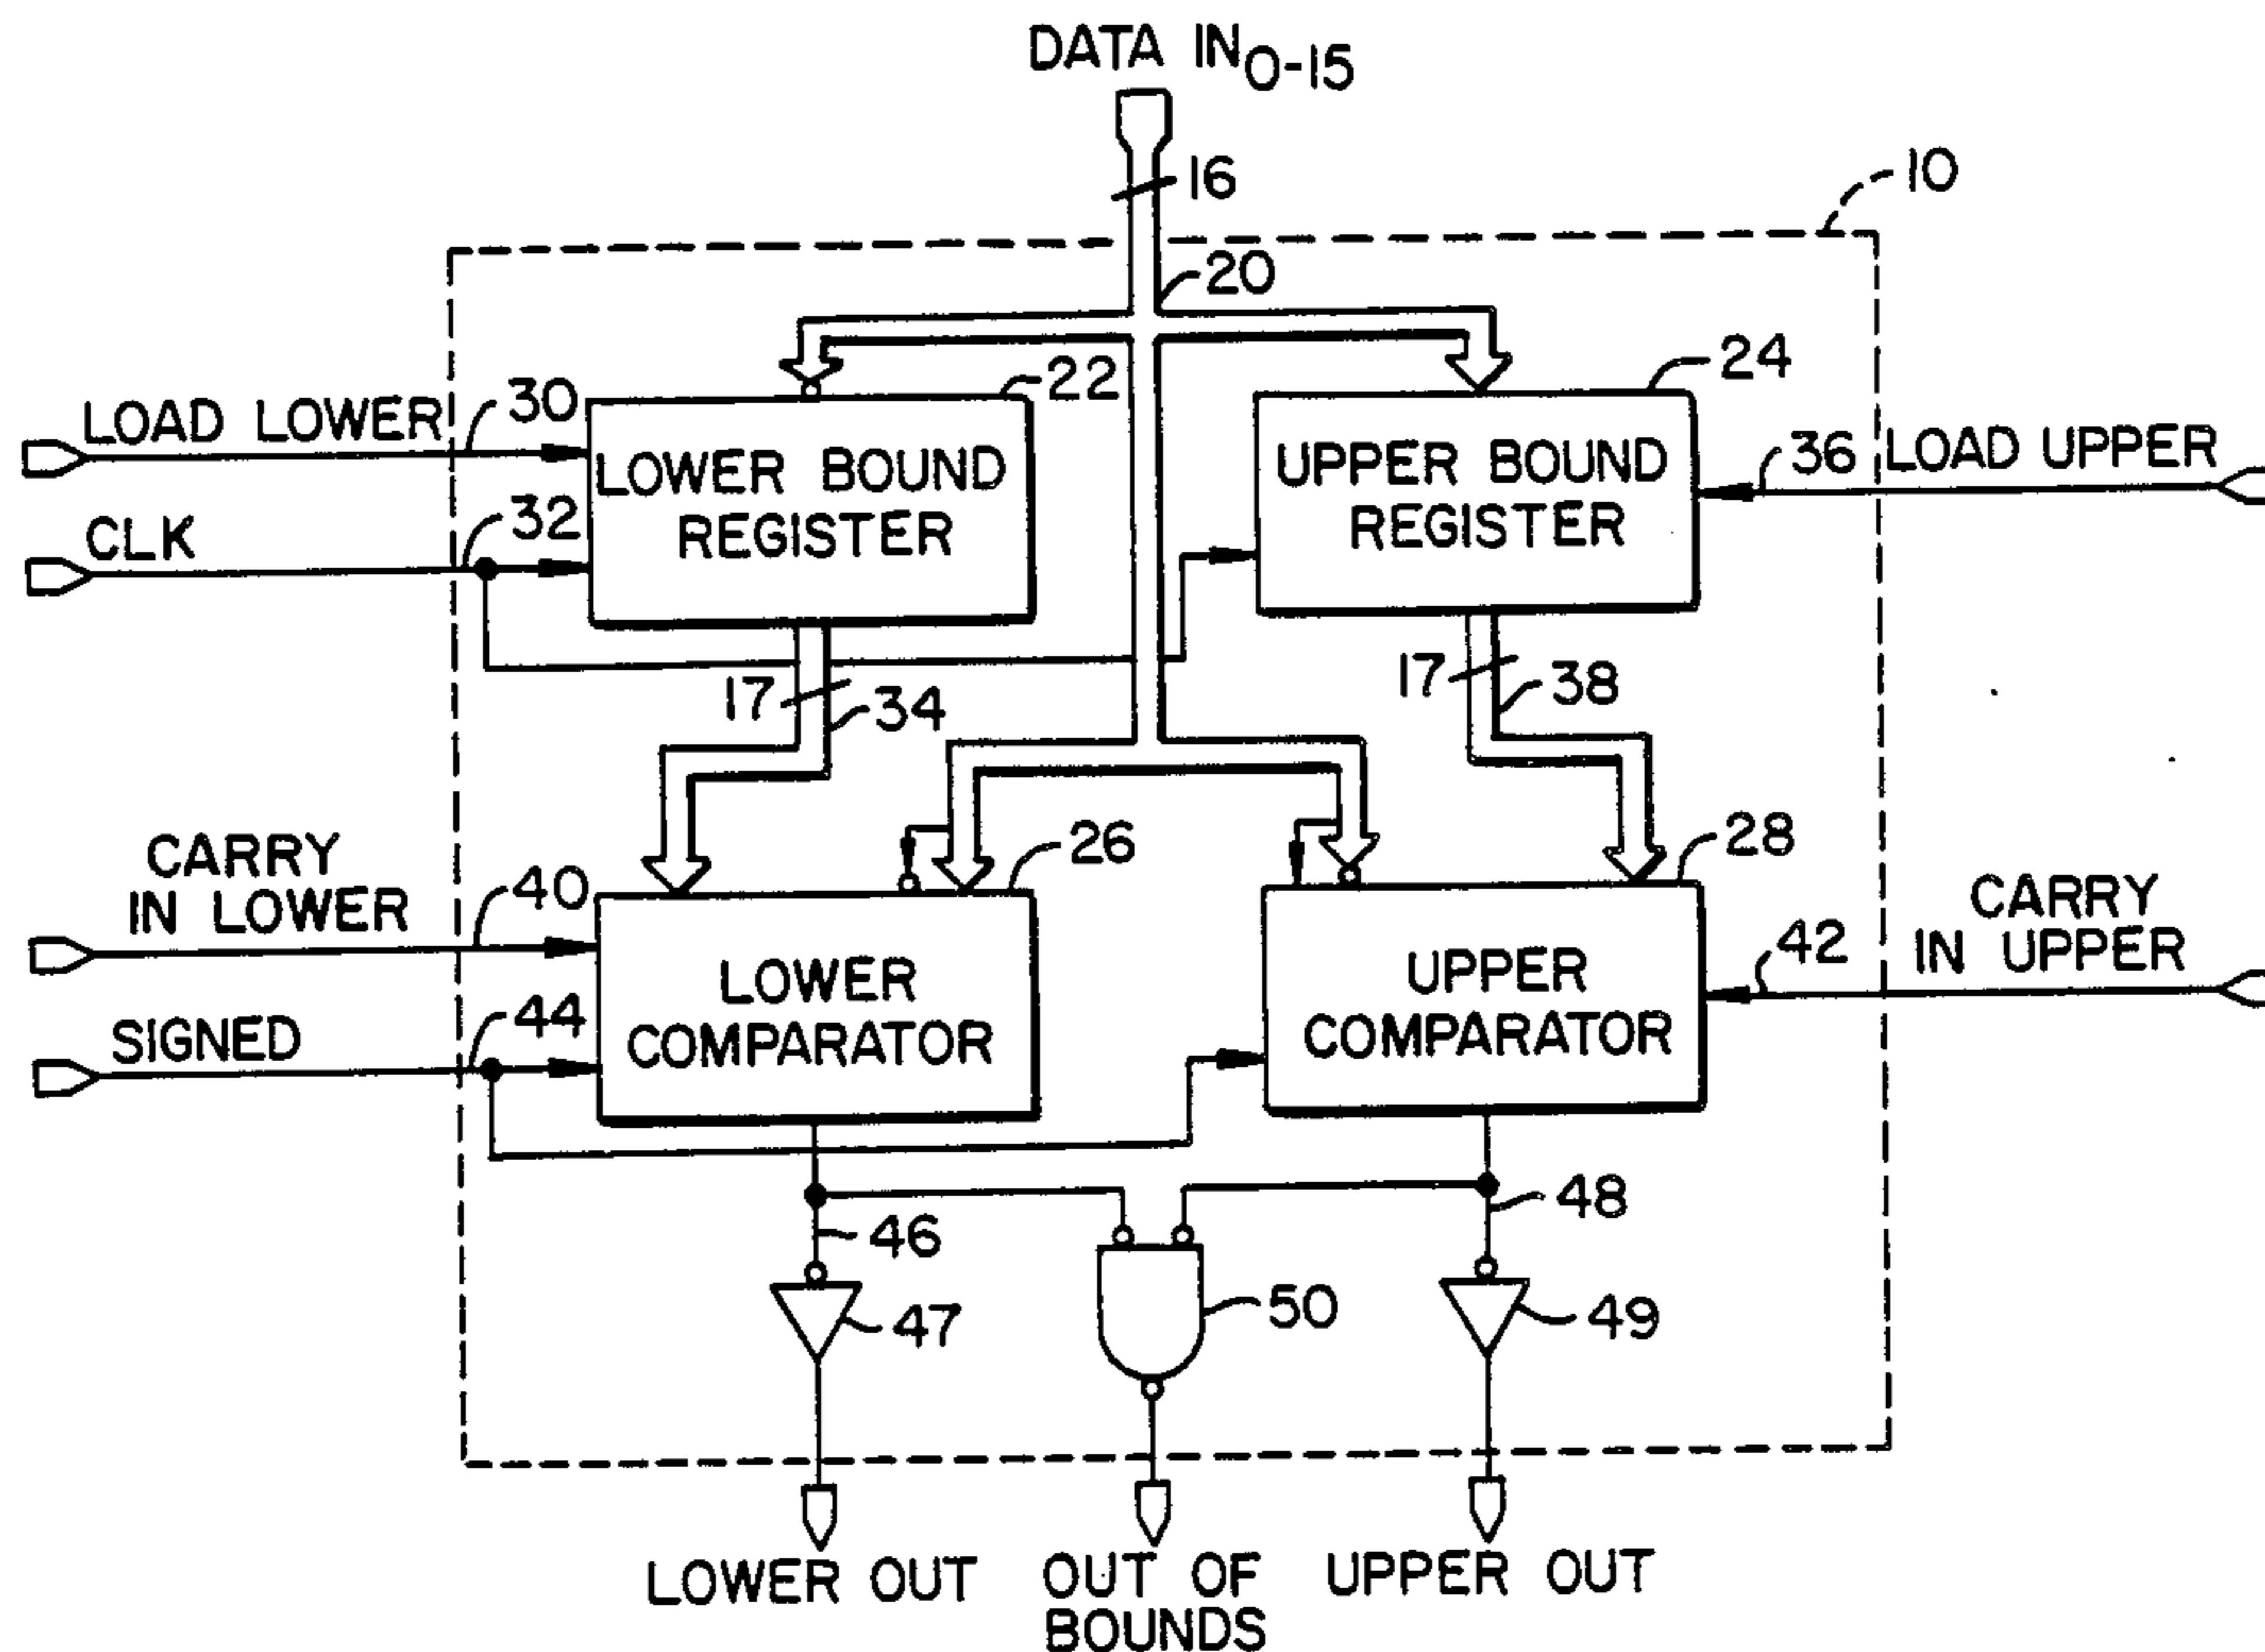 DATA IN0-15
16
10
20
22
24
LOAD LOWER
30
LOWER BOUND
REGISTER
UPPER BOUND
REGISTER
36
LOAD UPPER
CLK
32
17
34
17
38
CARRY
IN LOWER
40
26
28
LOWER
COMPARATOR
UPPER
COMPARATOR
42
CARRY
IN UPPER
SIGNED
44
46
48
47
50
49
LOWER OUT
OUT OF
BOUNDS
UPPER OUT